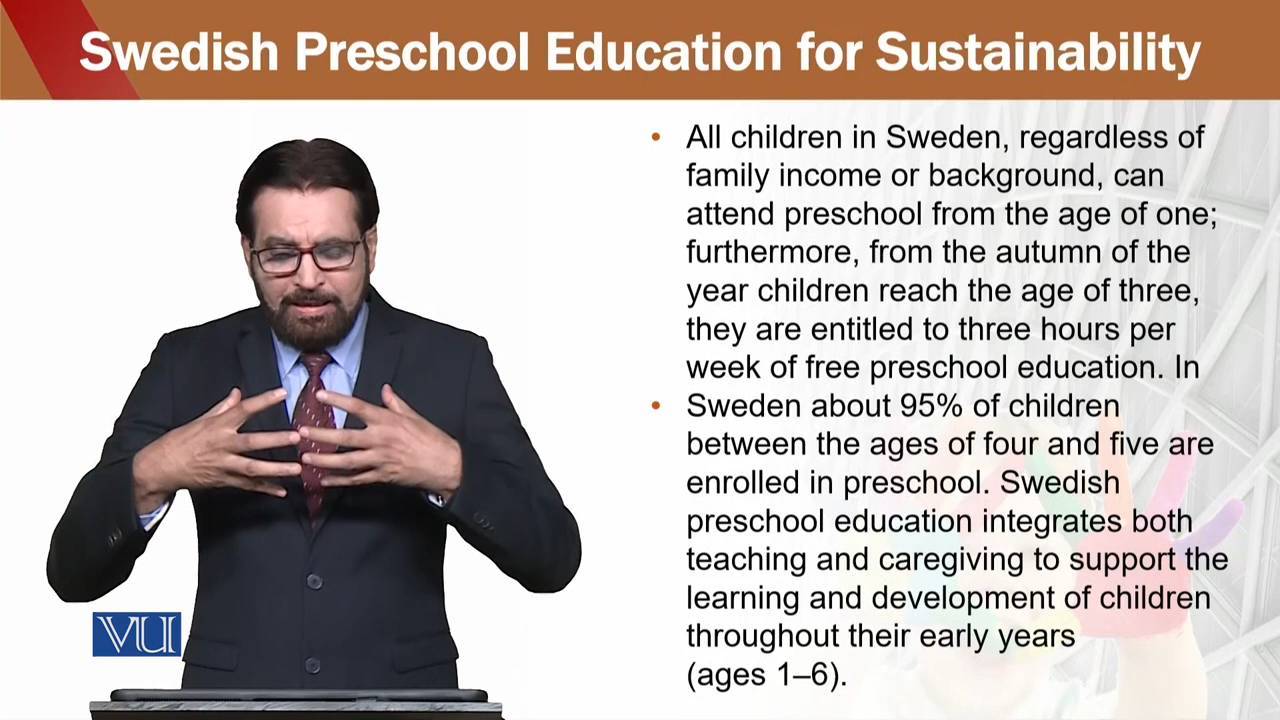 Swedish Preschool Education for Sustainability
• All children in Sweden, regardless of
family income or background, can
attend preschool from the age of one;
furthermore, from the autumn of the
year children reach the age of three,
they are entitled to three hours per
week of free preschool education. In
• Sweden about 95% of children
between the ages of four and five are
enrolled in preschool. Swedish
preschool education integrates both
teaching and caregiving to support the
learning and development of children
throughout their early years
(ages 1–6).
VU